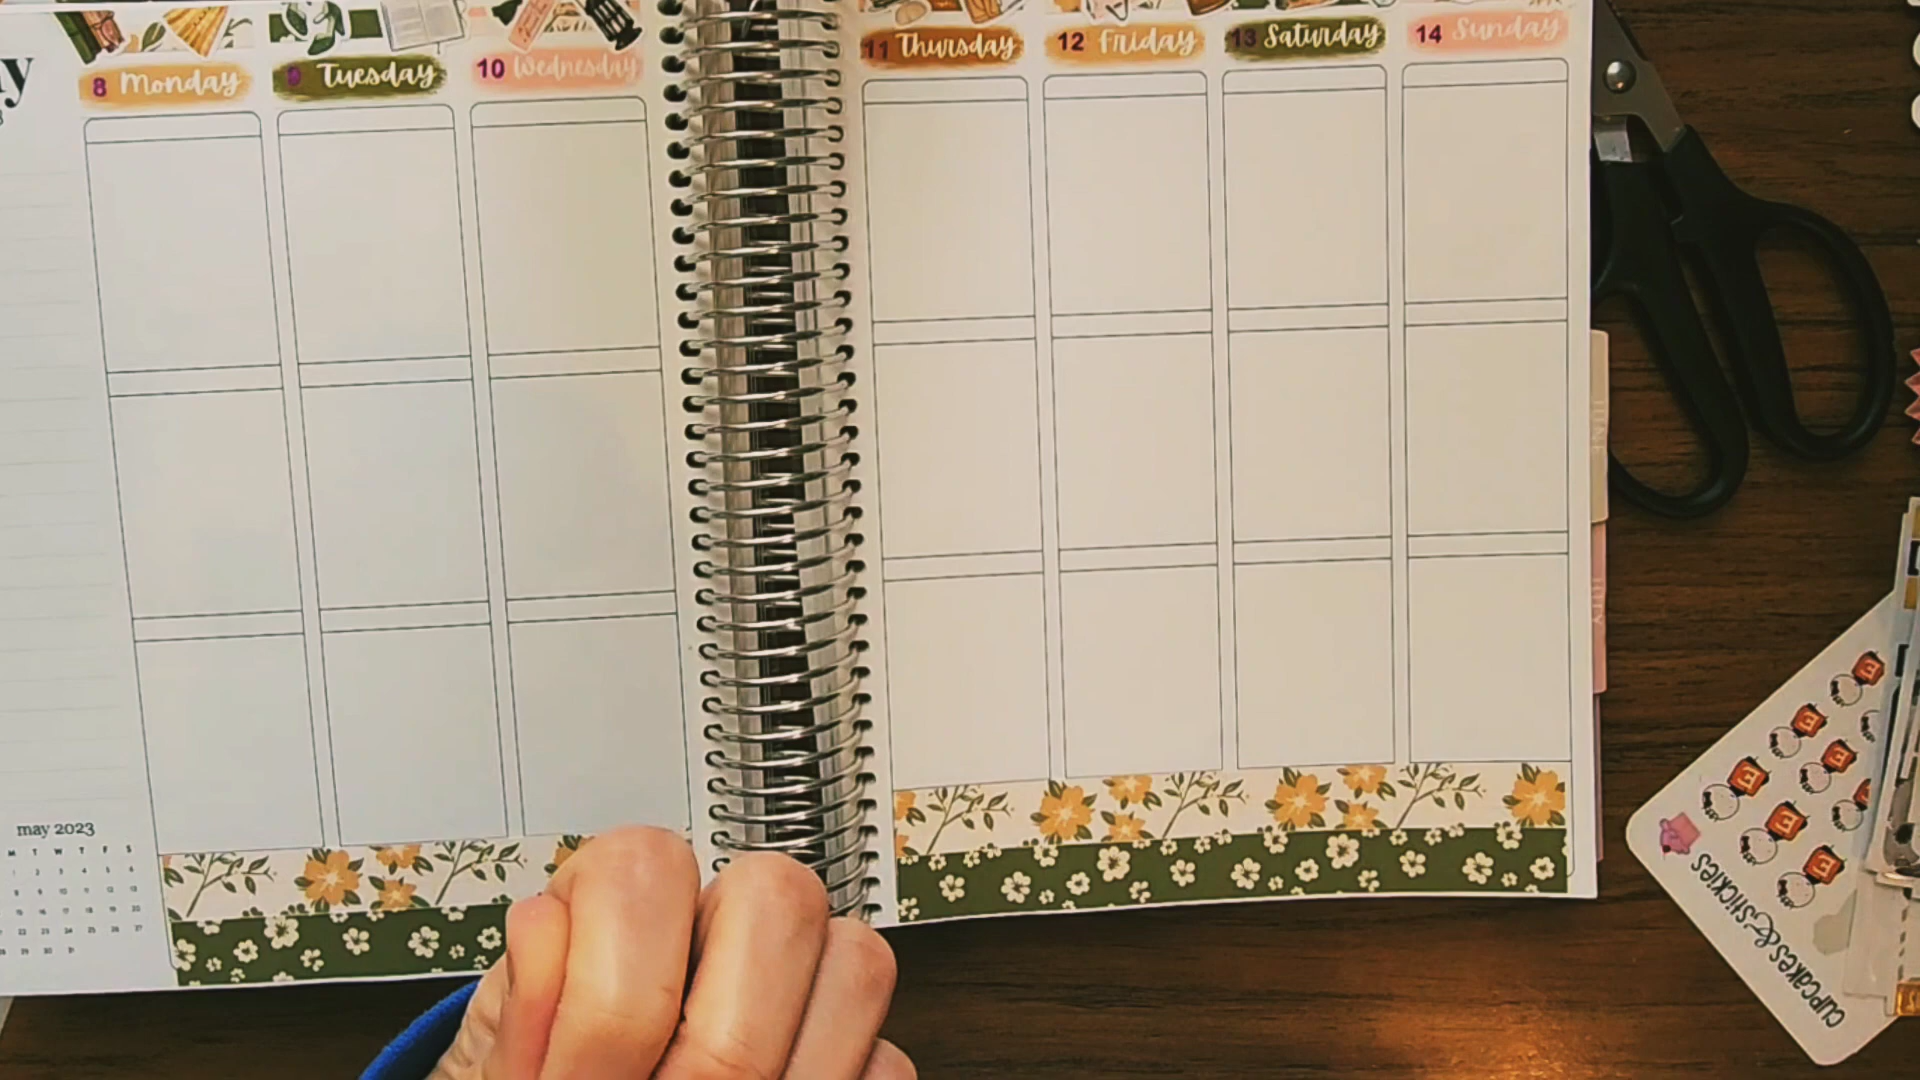 8 Monday
9 Tuesday
10 Wednesday
11 Thursday
12 Friday
13 Saturday
14 Sunday
may 2023
M T W T F S
CUPCAKES & STICKIES